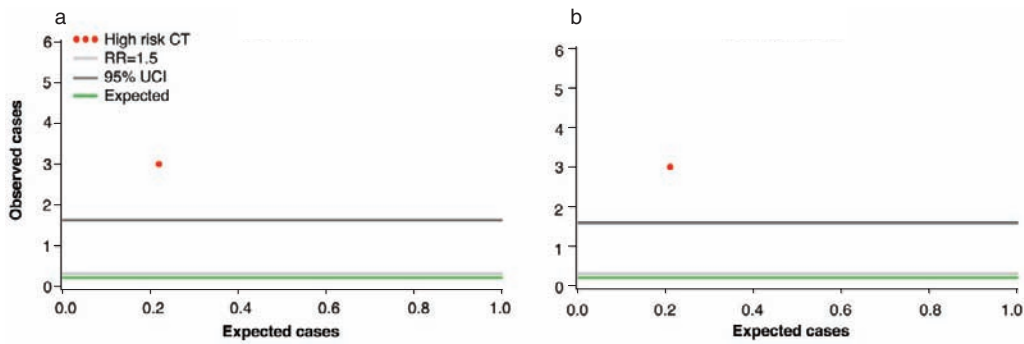 a
High risk CT
RR=1.5
95% UCI
Expected
Observed cases
6
5
4
3
2
1
0
0.0 0.2 0.4 0.6 0.8 1.0
Expected cases
b
6
5
4
3
2
1
0
0.0 0.2 0.4 0.6 0.8 1.0
Expected cases